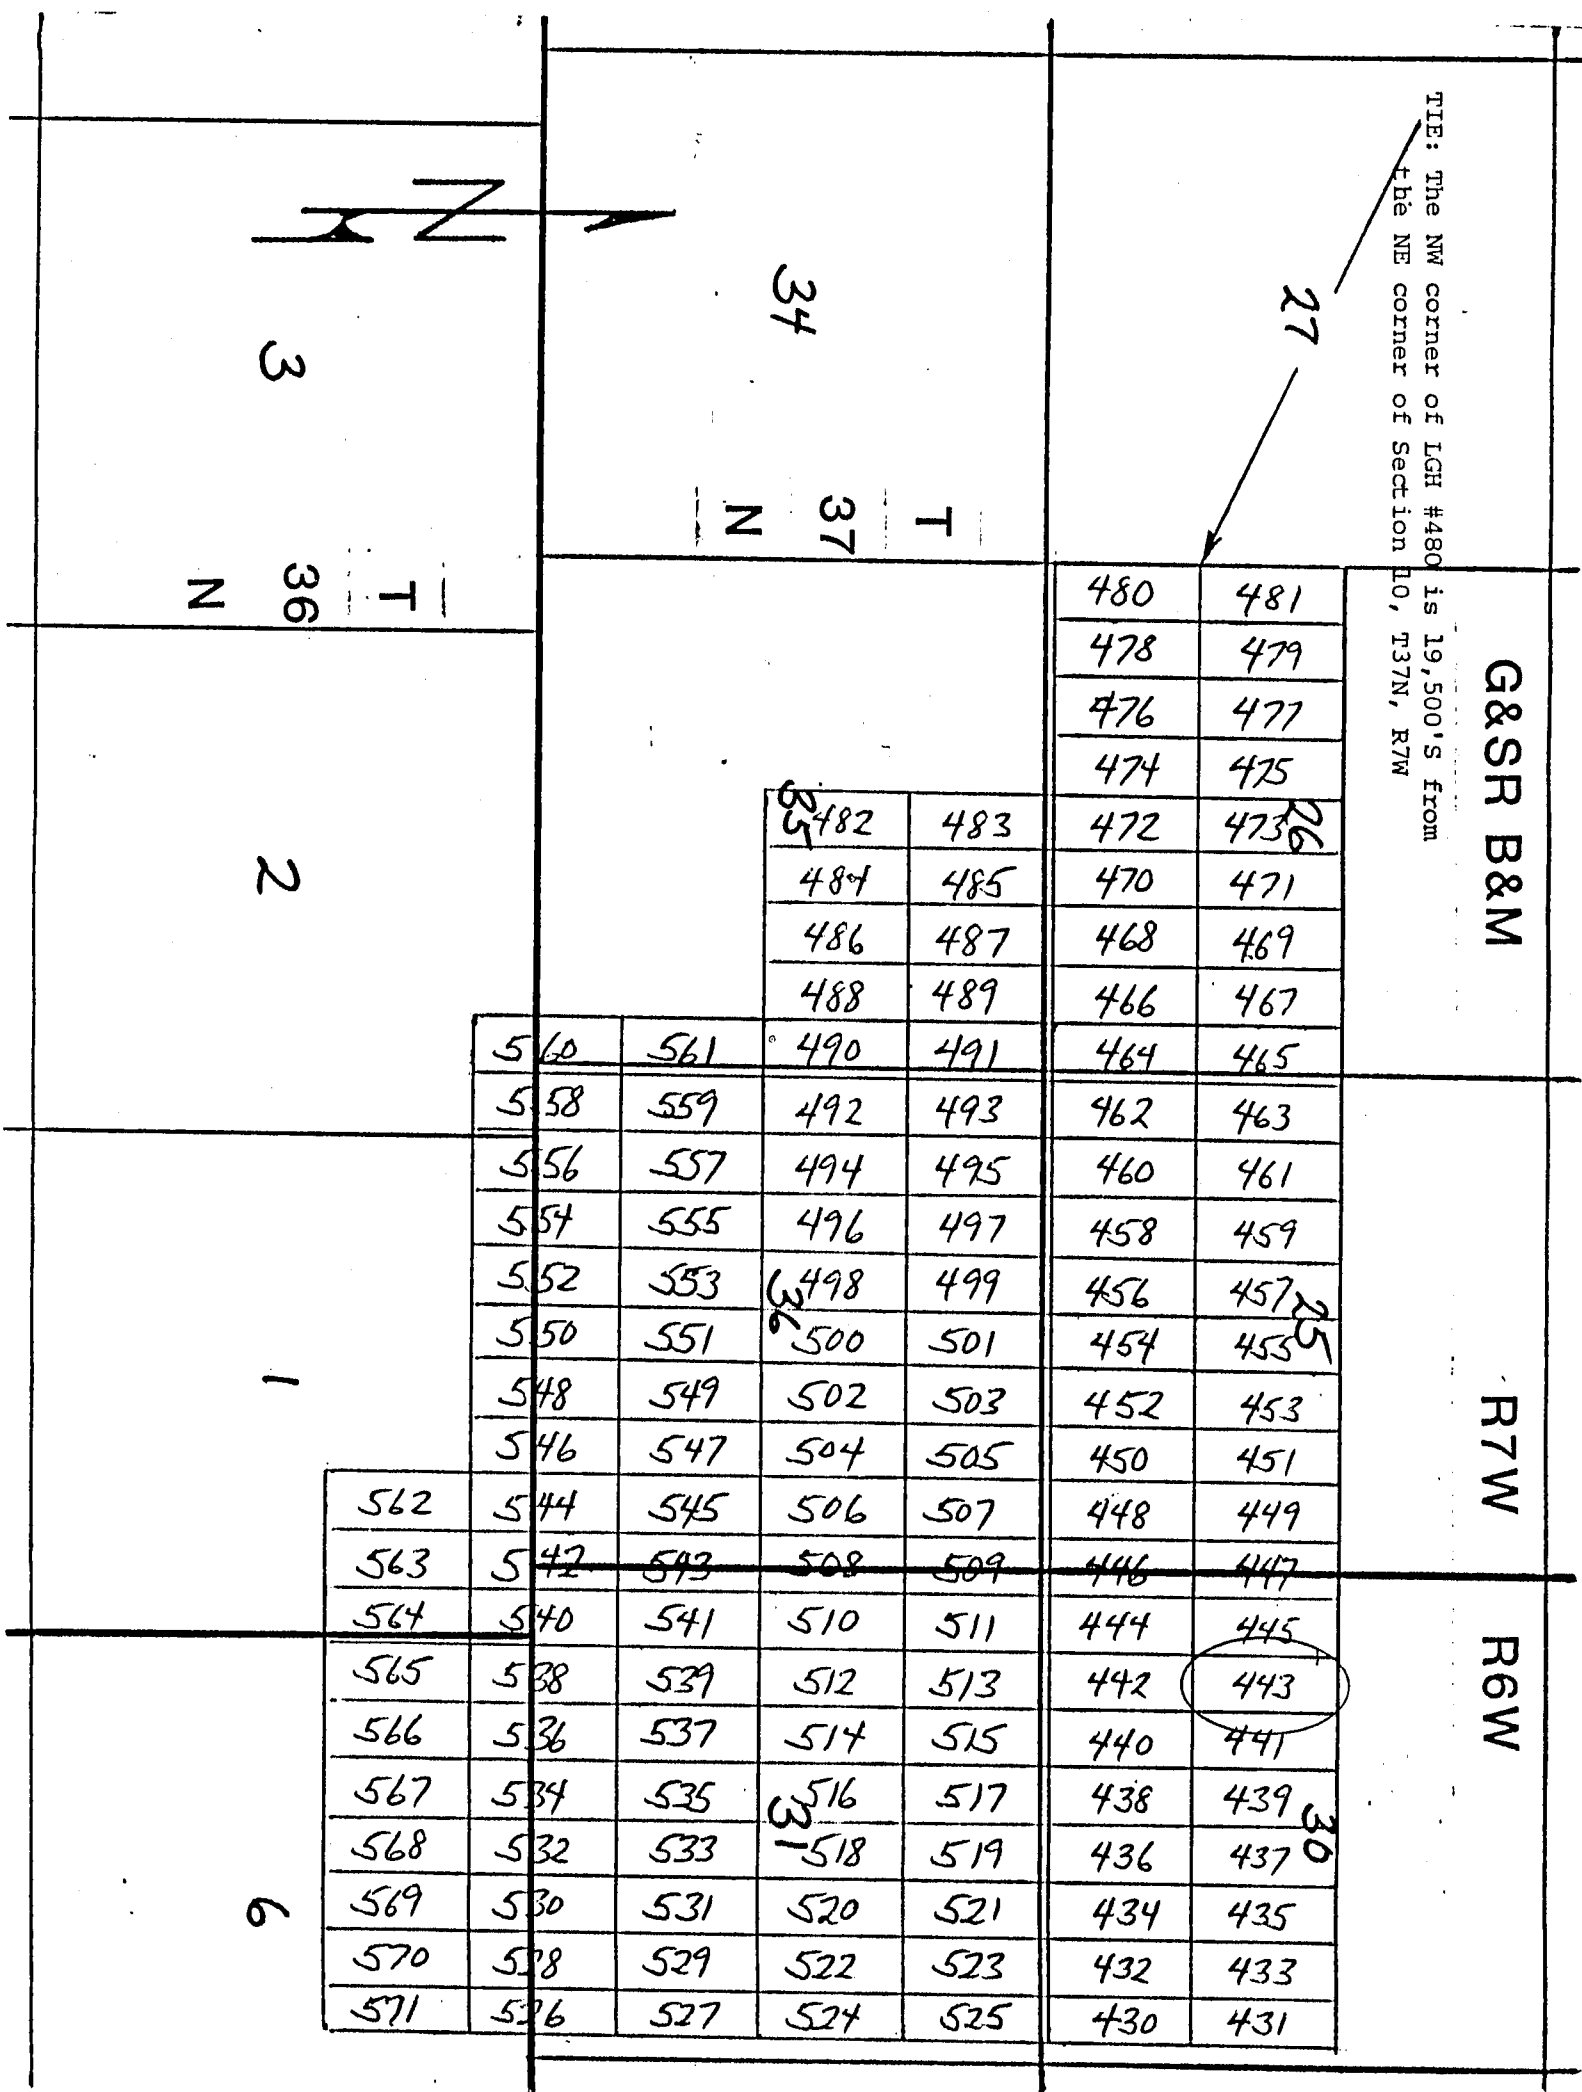 TIE: The NW corner of LGH #480 is 19,500'S from
the NE corner of Section 10, T37N, R7W
G&SR B&M
R7W
R6W
27
34
3
N
T
37
N
T
36
N
2
1
6
26
35
25
36
30
31
480 481
478 479
476 477
474 475
482 483 472 473
484 485 470 471
486 487 468 469
488 489 466 467
560 561 490 491 464 465
558 559 492 493 462 463
556 557 494 495 460 461
554 555 496 497 458 459
552 553 498 499 456 457
550 551 500 501 454 455
548 549 502 503 452 453
546 547 504 505 450 451
562 544 545 506 507 448 449
563 542 543 508 509 446 447
564 540 541 510 511 444 445
565 538 539 512 513 442 443
566 536 537 514 515 440 441
567 534 535 516 517 438 439
568 532 533 518 519 436 437
569 530 531 520 521 434 435
570 528 529 522 523 432 433
571 526 527 524 525 430 431